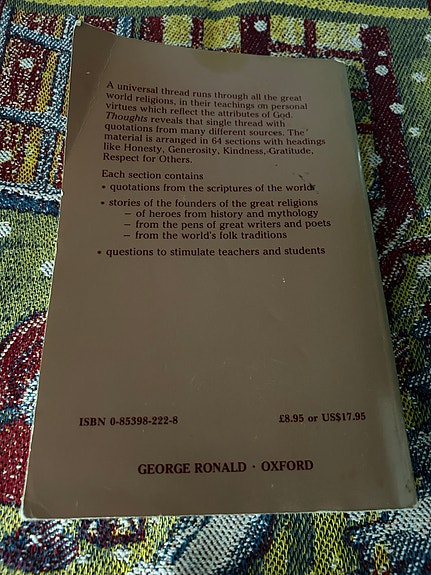 A universal thread runs through all the great
world religions, in their teachings on personal
virtues which reflect the attributes of God.
Thoughts reveals that single thread with
quotations from many different sources. The
material is arranged in 64 sections with headings
like Honesty, Generosity, Kindness, Gratitude,
Respect for Others.
Each section contains
• quotations from the scriptures of the world
• stories of the founders of the great religions
– of heroes from history and mythology
– from the pens of great writers and poets
– from the world's folk traditions
• questions to stimulate teachers and students
ISBN 0-85398-222-8 £8.95 or US$17.95
GEORGE RONALD · OXFORD